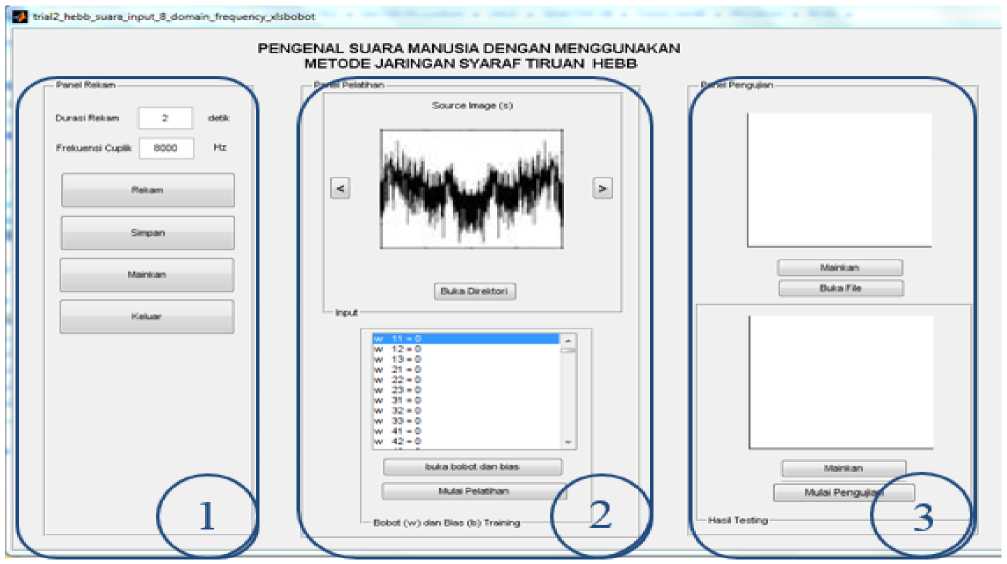 trial2_hebb_suara_input_8_domain_frequency_xlsbobot
PENGENAL SUARA MANUSIA DENGAN MENGGUNAKAN
METODE JARINGAN SYARAF TIRUAN HEBB
Panel Rekam
Durasi Rekam 2 detik
Frekuensi Cuplik 8000 Hz
Rekam
Simpan
Mainkan
Keluar
1
Panel Pelatihan
Source Image (s)
<
>
Buka Direktori
Input
w 11 = 0
w 12 = 0
w 13 = 0
w 21 = 0
w 22 = 0
w 23 = 0
w 31 = 0
w 32 = 0
w 33 = 0
w 41 = 0
w 42 = 0
buka bobot dan bias
Mulai Pelatihan
Bobot (w) dan Bias (b) Training
2
Panel Pengujian
Mainkan
Buka File
Mainkan
Mulai Pengujian
Hasil Testing
3